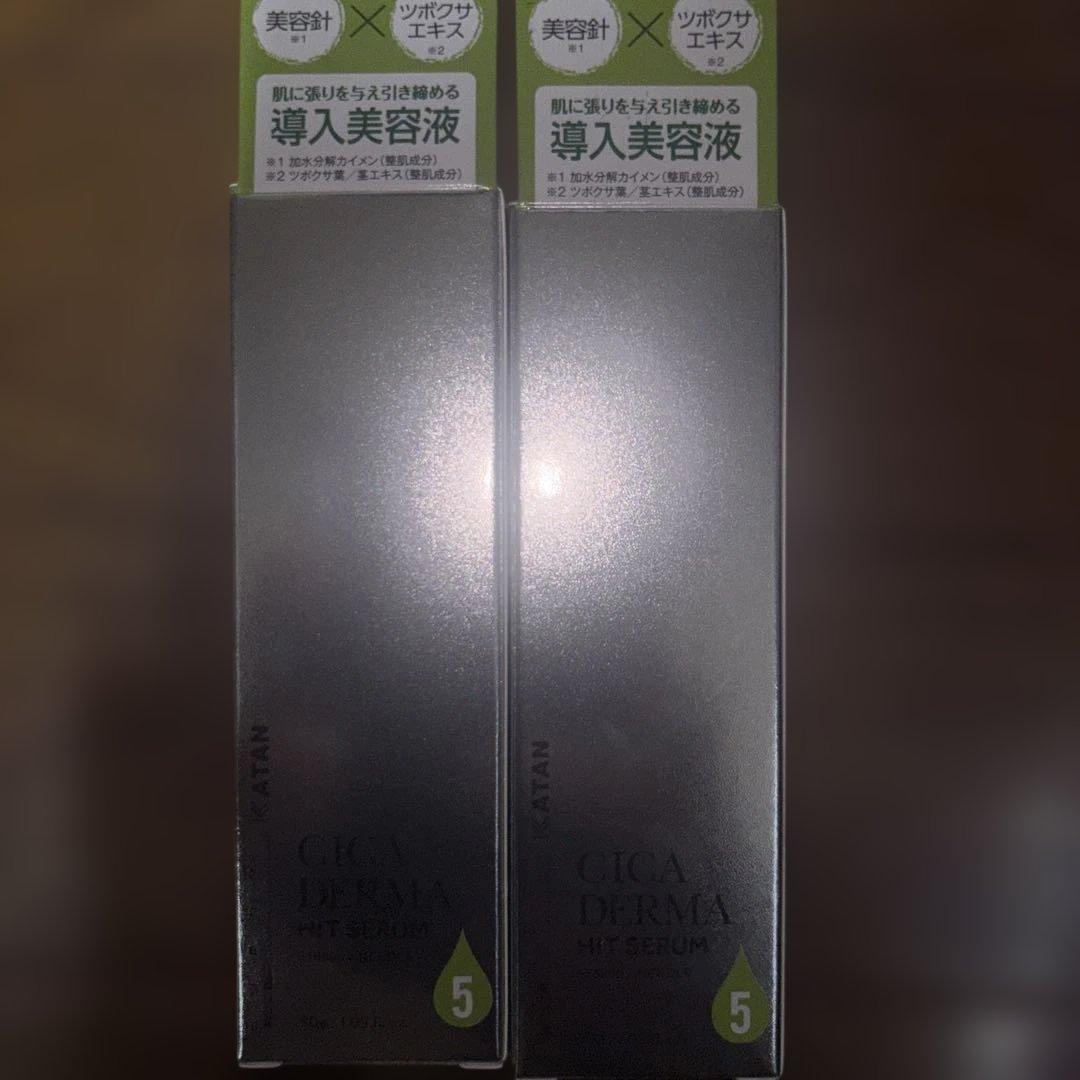 美容針
※1
×
ツボクサ
エキス
※2
肌に張りを与え引き締める
導入美容液
※1 加水分解カイメン(整肌成分)
※2 ツボクサ葉/茎エキス(整肌成分)
KATAN
CICA
DERMA
HIT SERUM
5
美容針
※1
×
ツボクサ
エキス
※2
肌に張りを与え引き締める
導入美容液
※1 加水分解カイメン(整肌成分)
※2 ツボクサ葉/茎エキス(整肌成分)
KATAN
CICA
DERMA
HIT SERUM
5